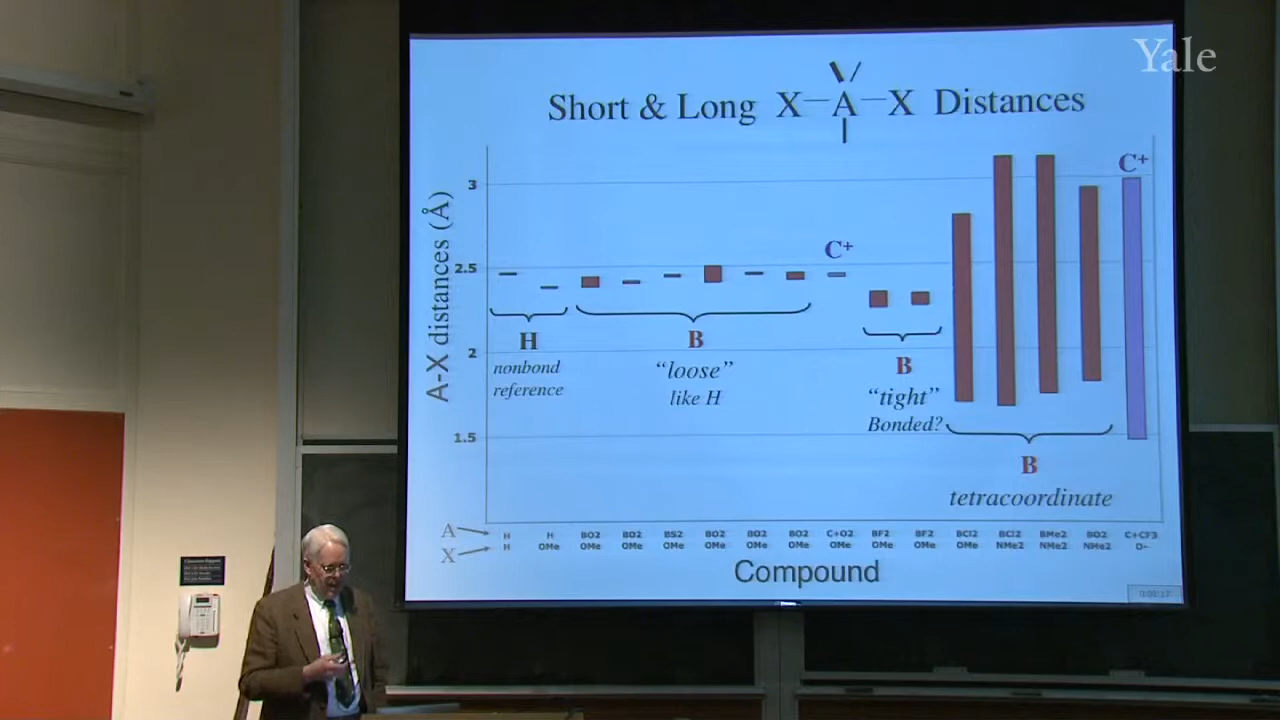 Yale
Short & Long X–A–X Distances
A-X distances (Å)
3
2.5
2
1.5
C+
C+
H
nonbond
reference
B
"loose"
like H
B
"tight"
Bonded?
B
tetracoordinate
A
H H BO2 BO2 BS2 BO2 BO2 BO2 C+O2 BF2 BF2 BCl2 BCl2 BMe2 BO2 C+CF3
X
H OMe OMe OMe OMe OMe OMe OMe OMe OMe OMe OMe NMe2 NMe2 NMe2 O-
Compound